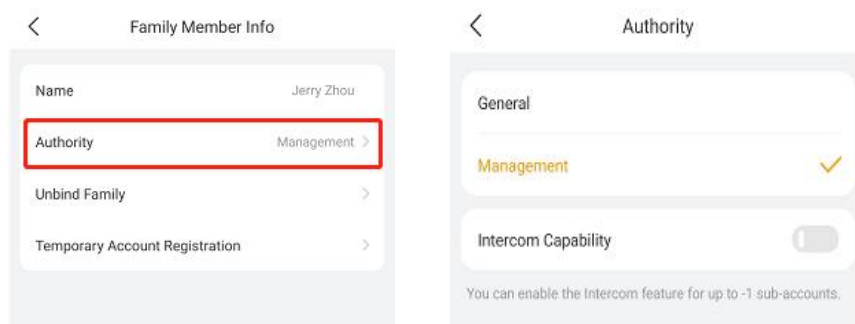 Family Member Info
Name Jerry Zhou
Authority Management
Unbind Family
Temporary Account Registration
Authority
General
Management
Intercom Capability
You can enable the Intercom feature for up to -1 sub-accounts.